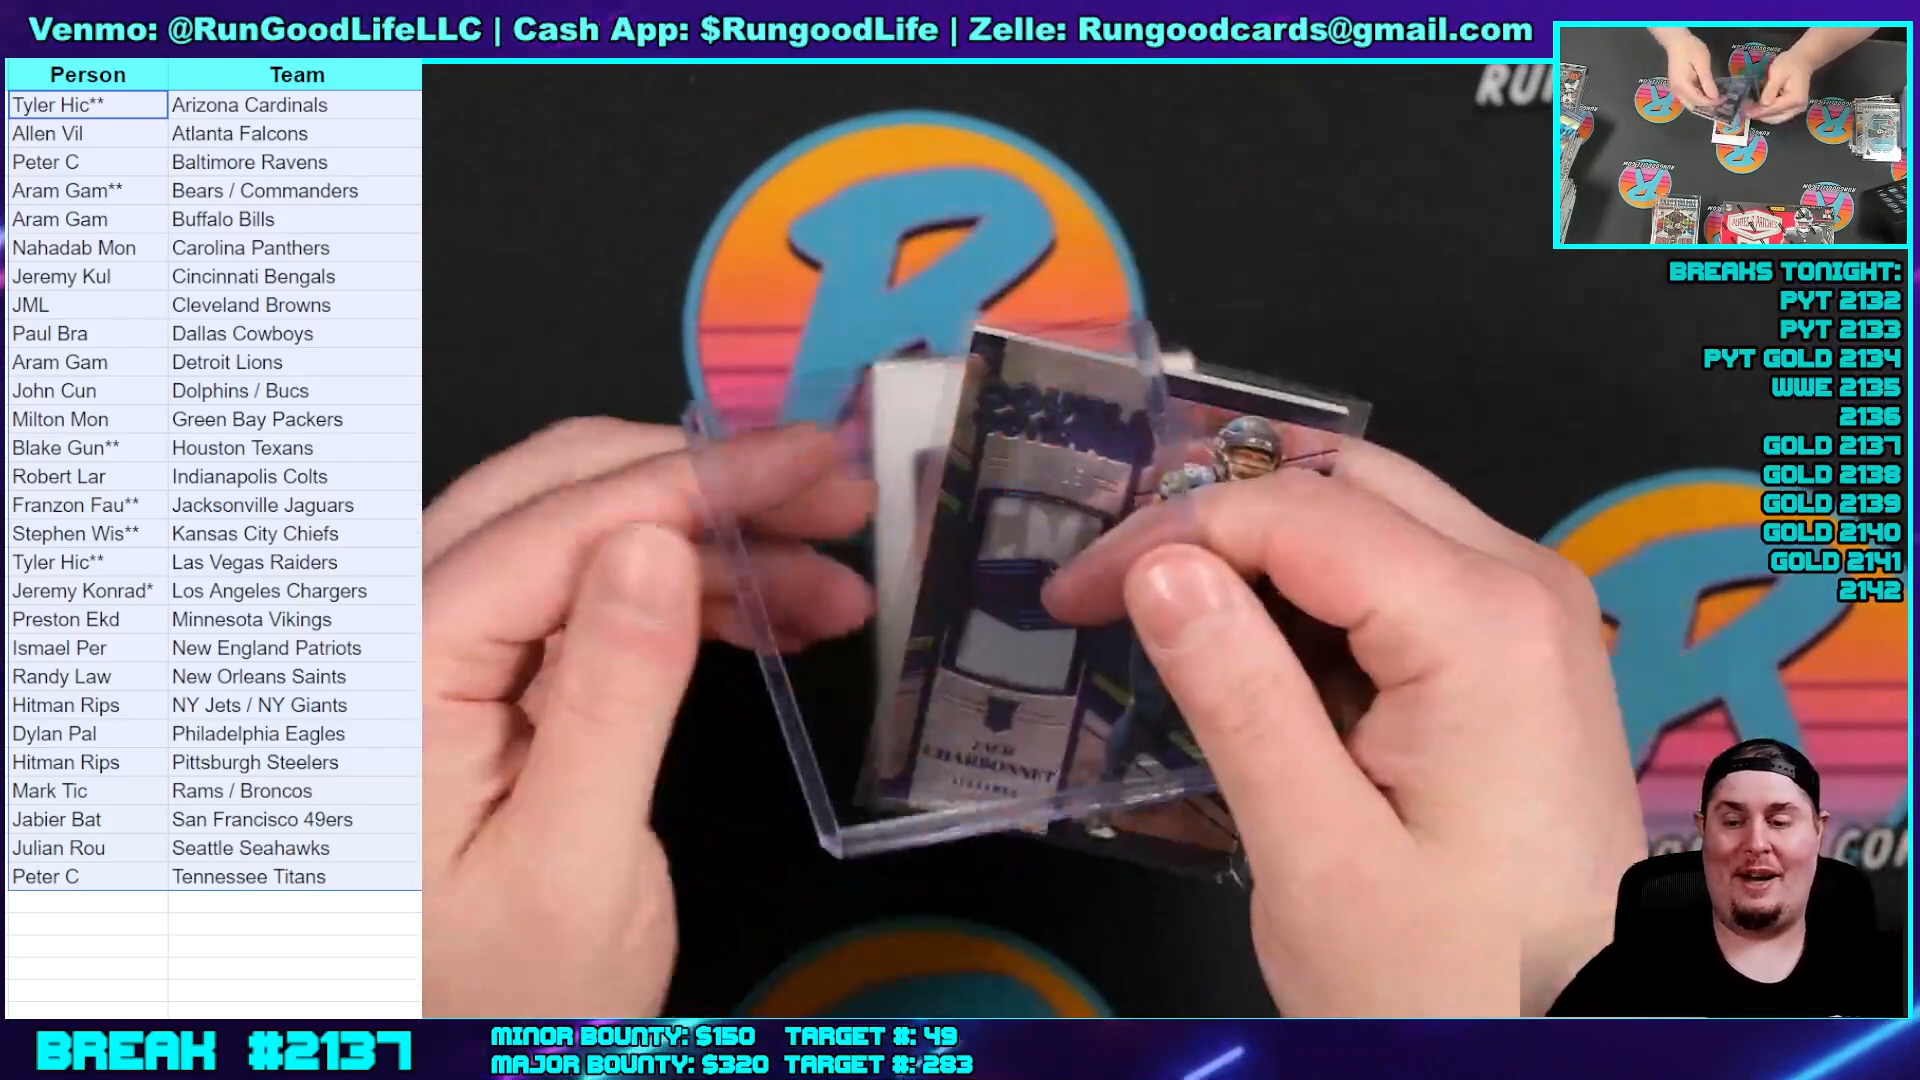 Venmo: @RunGoodLifeLLC | Cash App: $RungoodLife | Zelle: Rungoodcards@gmail.com
Person Team
Tyler Hic** Arizona Cardinals
Allen Vil Atlanta Falcons
Peter C Baltimore Ravens
Aram Gam** Bears / Commanders
Aram Gam Buffalo Bills
Nahadab Mon Carolina Panthers
Jeremy Kul Cincinnati Bengals
JML Cleveland Browns
Paul Bra Dallas Cowboys
Aram Gam Detroit Lions
John Cun Dolphins / Bucs
Milton Mon Green Bay Packers
Blake Gun** Houston Texans
Robert Lar Indianapolis Colts
Franzon Fau** Jacksonville Jaguars
Stephen Wis** Kansas City Chiefs
Tyler Hic** Las Vegas Raiders
Jeremy Konrad* Los Angeles Chargers
Preston Ekd Minnesota Vikings
Ismael Per New England Patriots
Randy Law New Orleans Saints
Hitman Rips NY Jets / NY Giants
Dylan Pal Philadelphia Eagles
Hitman Rips Pittsburgh Steelers
Mark Tic Rams / Broncos
Jabier Bat San Francisco 49ers
Julian Rou Seattle Seahawks
Peter C Tennessee Titans
R
ZACH
CHARBONNET
SEAHAWKS
PLATES & PATCHES
BREAKS TONIGHT:
PYT 2132
PYT 2133
PYT GOLD 2134
WWE 2135
2136
GOLD 2137
GOLD 2138
GOLD 2139
GOLD 2140
GOLD 2141
2142
BREAK #2137
MINOR BOUNTY: $150 TARGET #: 49
MAJOR BOUNTY: $320 TARGET #: 283